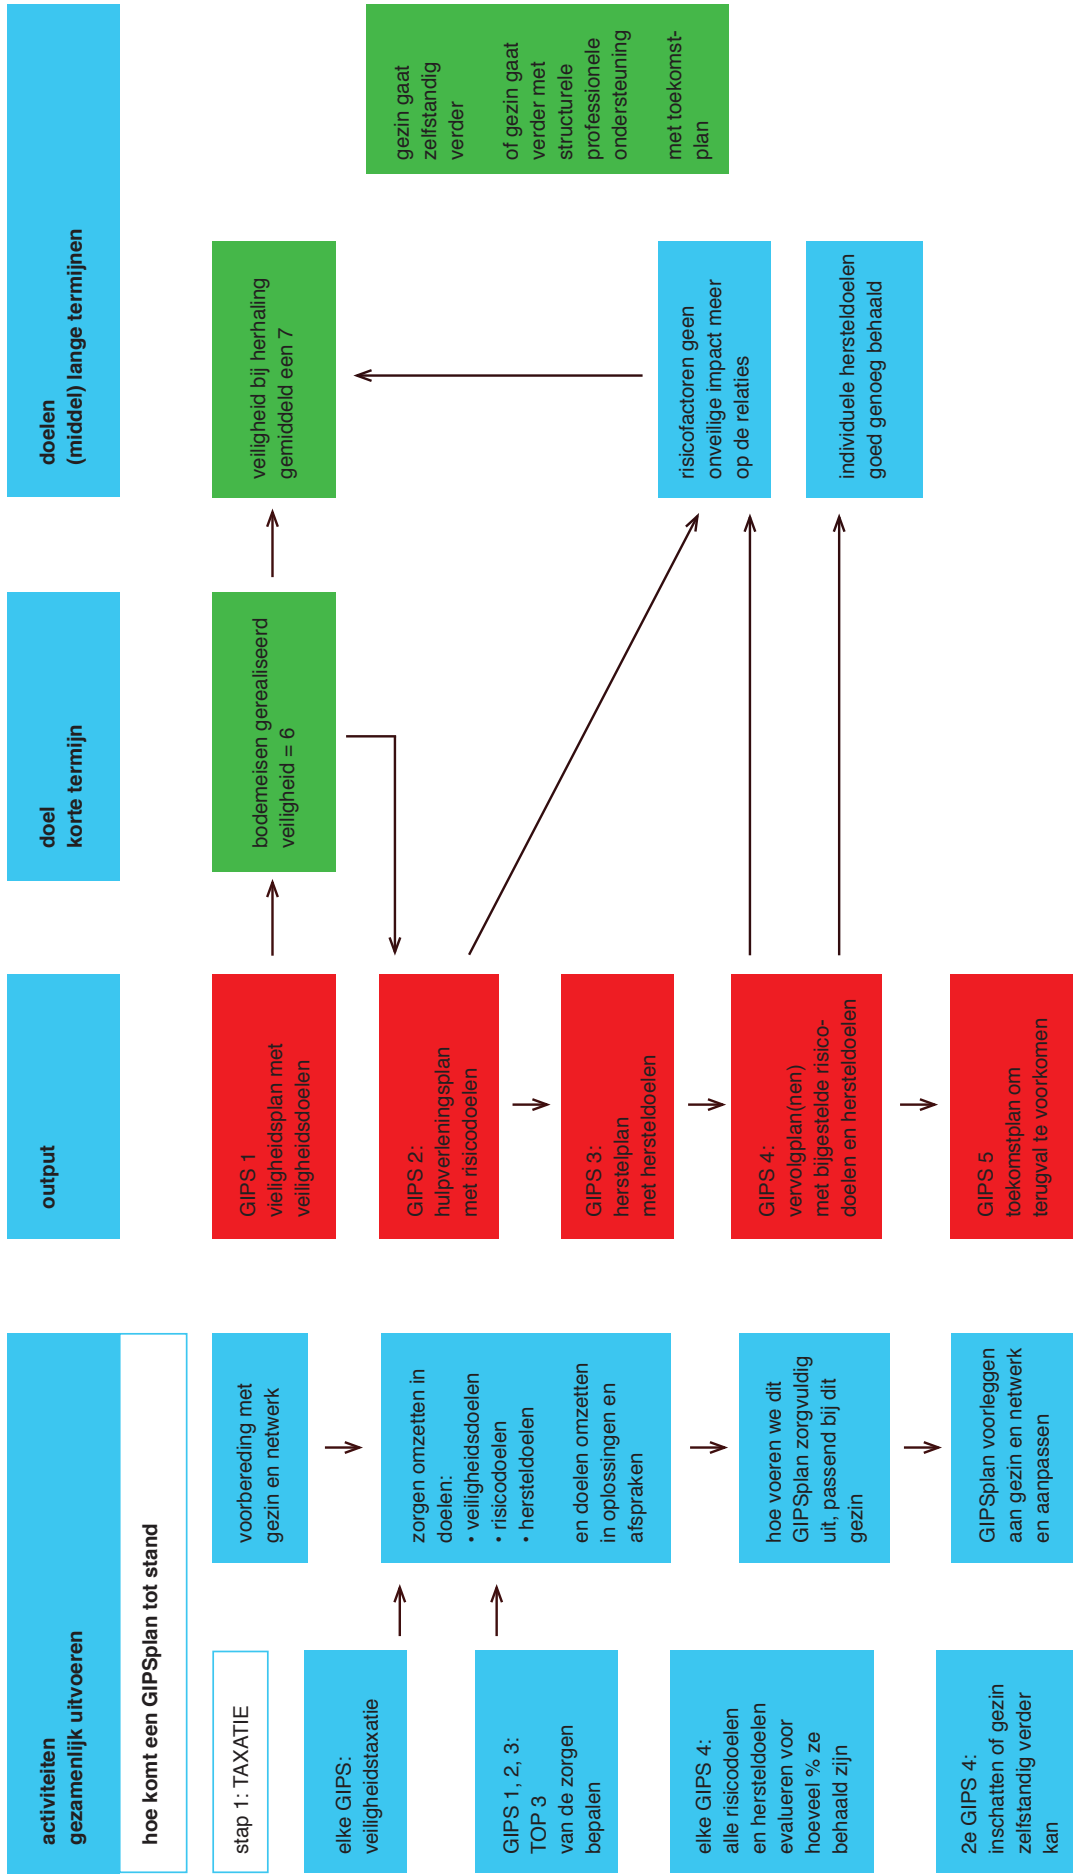 activiteiten
gezamenlijk uitvoeren
hoe komt een GIPSplan tot stand
stap 1: TAXATIE
elke GIPS:
veiligheidstaxatie
GIPS 1, 2, 3:
TOP 3
van de zorgen
bepalen
elke GIPS 4:
alle risicodoelen
en hersteldoelen
evalueren voor
hoeveel % ze
behaald zijn
2e GIPS 4:
inschatten of gezin
zelfstandig verder
kan
voorbereding met
gezin en netwerk
zorgen omzetten in
doelen:
• veiligheidsdoelen
• risicodoelen
• hersteldoelen
en doelen omzetten
in oplossingen en
afspraken
hoe voeren we dit
GIPSplan zorgvuldig
uit, passend bij dit
gezin
GIPSplan voorleggen
aan gezin en netwerk
en aanpassen
output
GIPS 1
vieligheidsplan met
veiligheidsdoelen
GIPS 2:
hulpverleningsplan
met risicodoelen
GIPS 3:
herstelplan
met hersteldoelen
GIPS 4:
vervolgplan(nen)
met bijgestelde risico-
doelen en hersteldoelen
GIPS 5
toekomstplan om
terugval te voorkomen
doel
korte termijn
bodemeisen gerealiseerd
veiligheid = 6
doelen
(middel) lange termijnen
veiligheid bij herhaling
gemiddeld een 7
risicofactoren geen
onveilige impact meer
op de relaties
individuele hersteldoelen
goed genoeg behaald
gezin gaat
zelfstandig
verder
of gezin gaat
verder met
structurele
professionele
ondersteuning
met toekomst-
plan